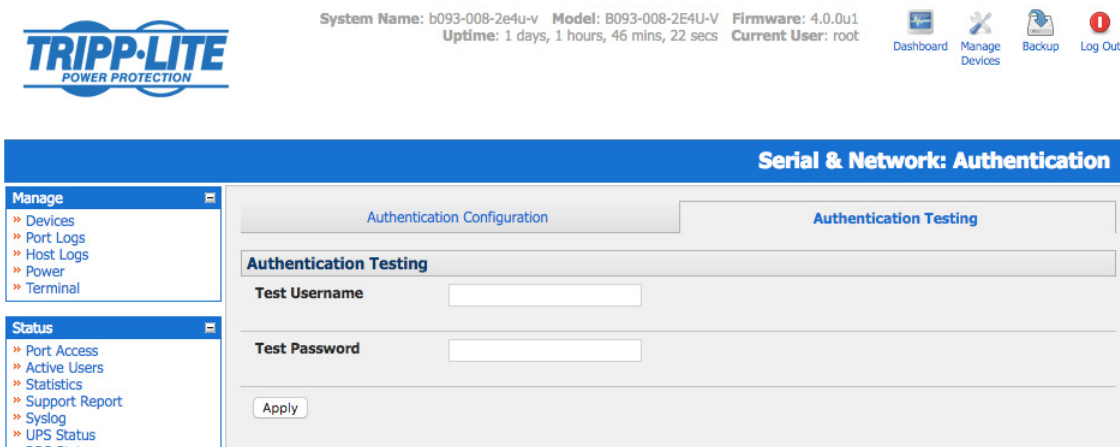 TRIPP·LITE
POWER PROTECTION
System Name: b093-008-2e4u-v Model: B093-008-2E4U-V Firmware: 4.0.0u1
Uptime: 1 days, 1 hours, 46 mins, 22 secs Current User: root
Dashboard
Manage
Devices
Backup
Log Out
Serial & Network: Authentication
Manage
» Devices
» Port Logs
» Host Logs
» Power
» Terminal
Status
» Port Access
» Active Users
» Statistics
» Support Report
» Syslog
» UPS Status
Authentication Configuration
Authentication Testing
Authentication Testing
Test Username
Test Password
Apply